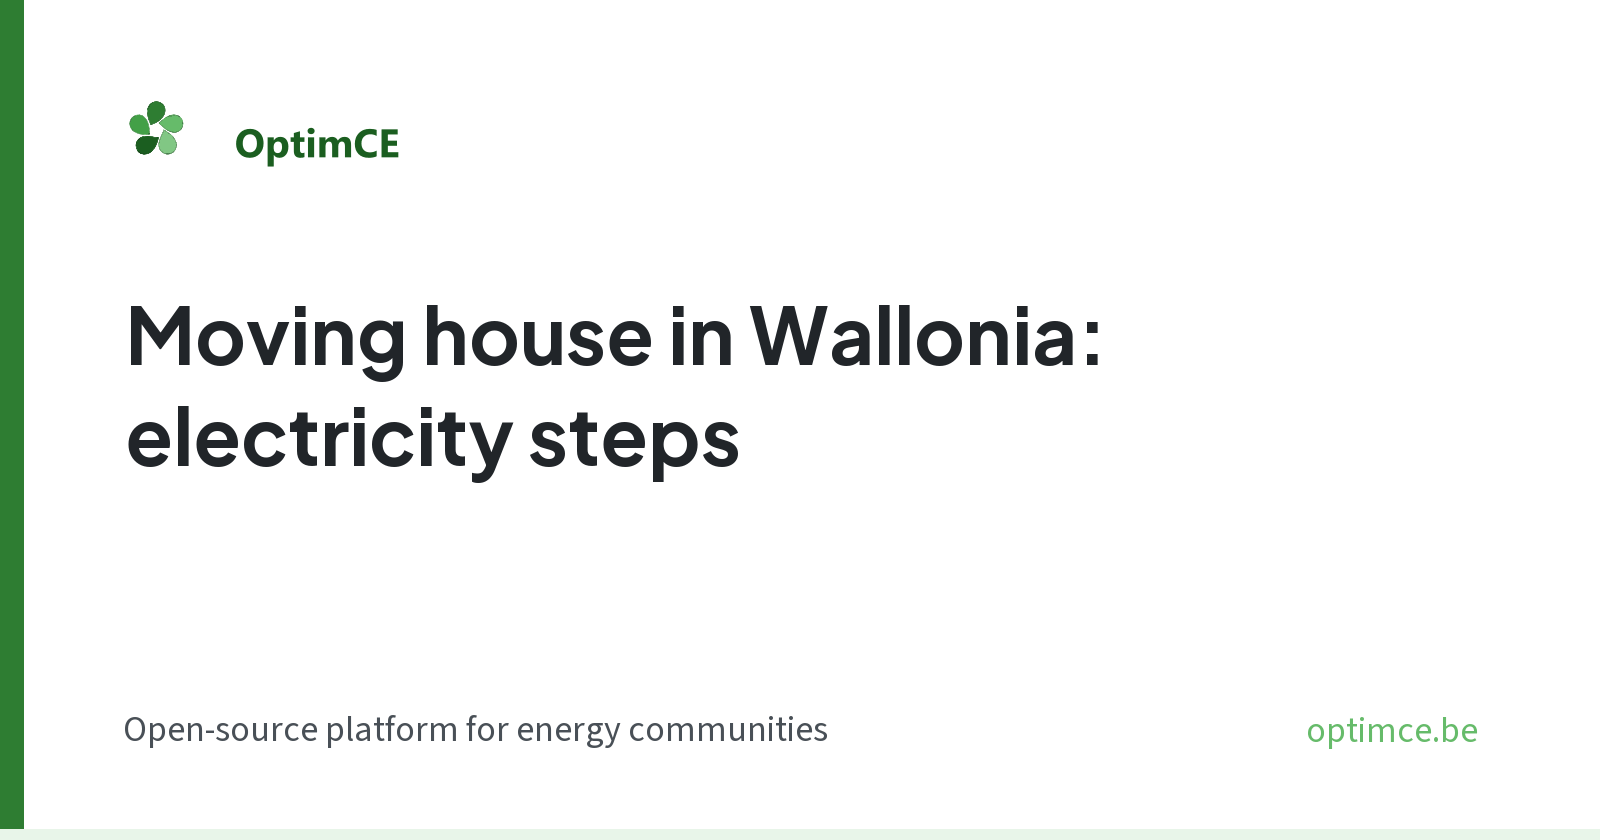 OptimCE
Moving house in Wallonia:
electricity steps
Open-source platform for energy communities
optimce.be